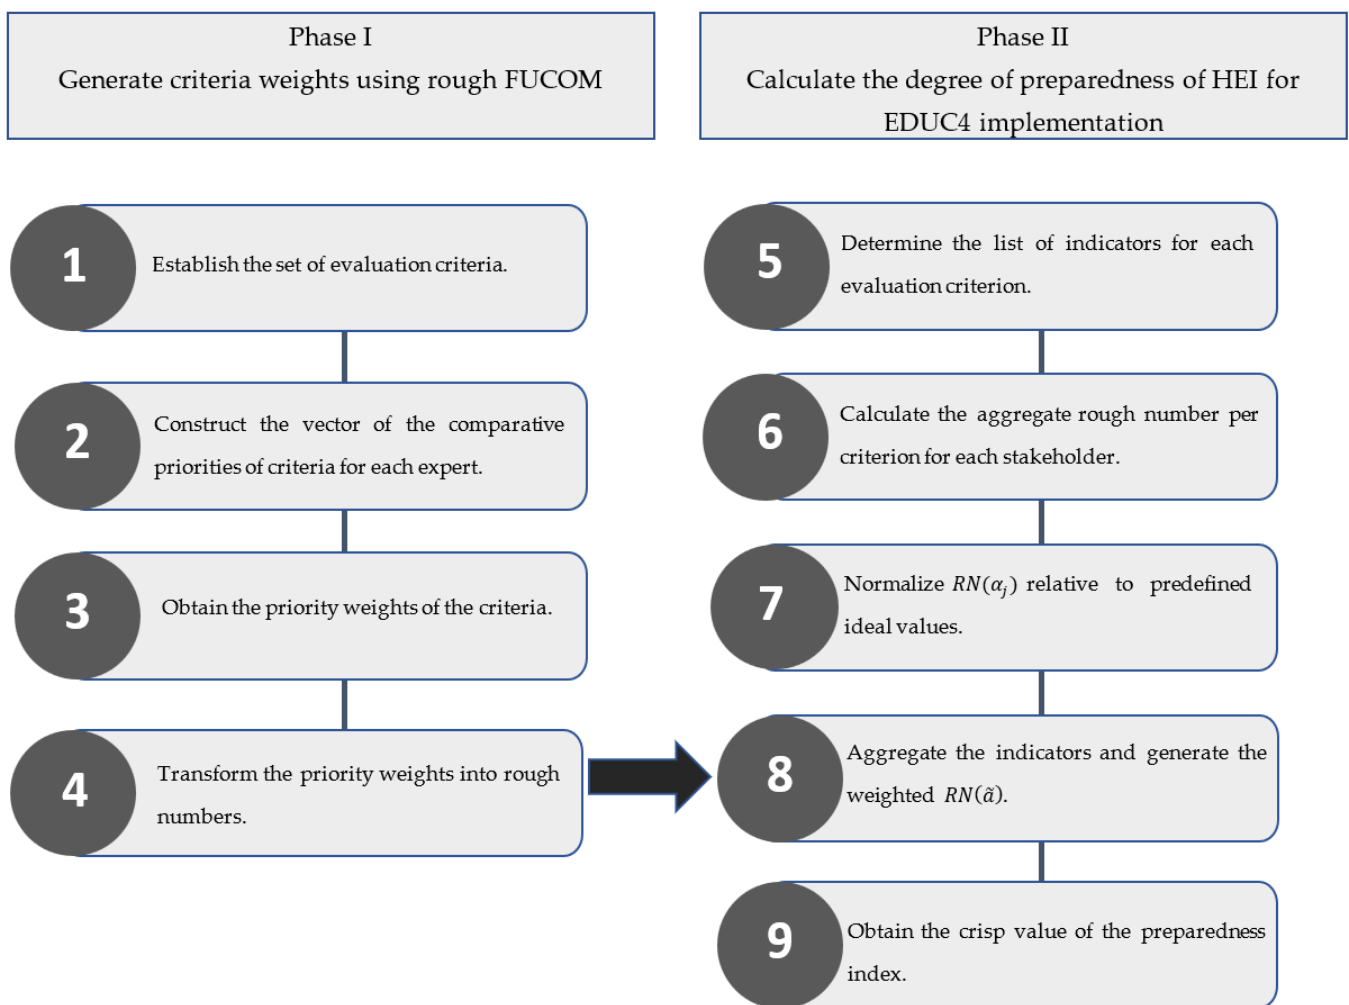 Phase I
Generate criteria weights using rough FUCOM
1
Establish the set of evaluation criteria.
2
Construct the vector of the comparative
priorities of criteria for each expert.
3
Obtain the priority weights of the criteria.
4
Transform the priority weights into rough
numbers.
Phase II
Calculate the degree of preparedness of HEI for
EDUC4 implementation
5
Determine the list of indicators for each
evaluation criterion.
6
Calculate the aggregate rough number per
criterion for each stakeholder.
7
Normalize RN(α_j) relative to predefined
ideal values.
8
Aggregate the indicators and generate the
weighted RN(ã).
9
Obtain the crisp value of the preparedness
index.